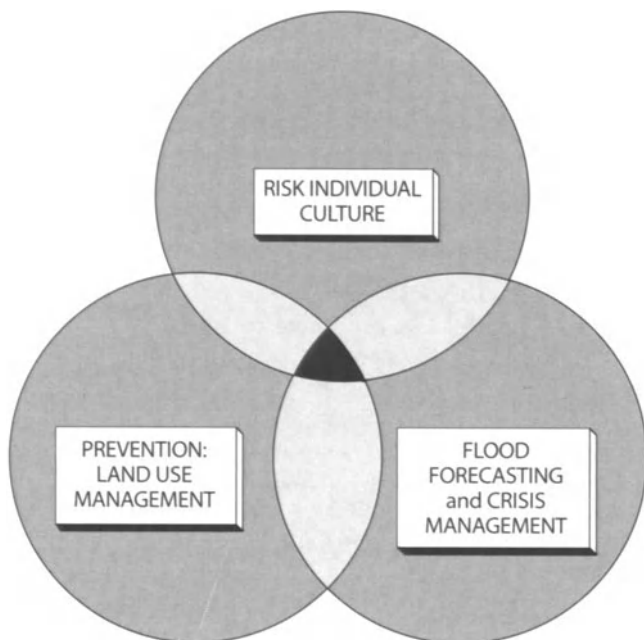 RISK INDIVIDUAL
CULTURE
PREVENTION:
LAND USE
MANAGEMENT
FLOOD
FORECASTING
and CRISIS
MANAGEMENT